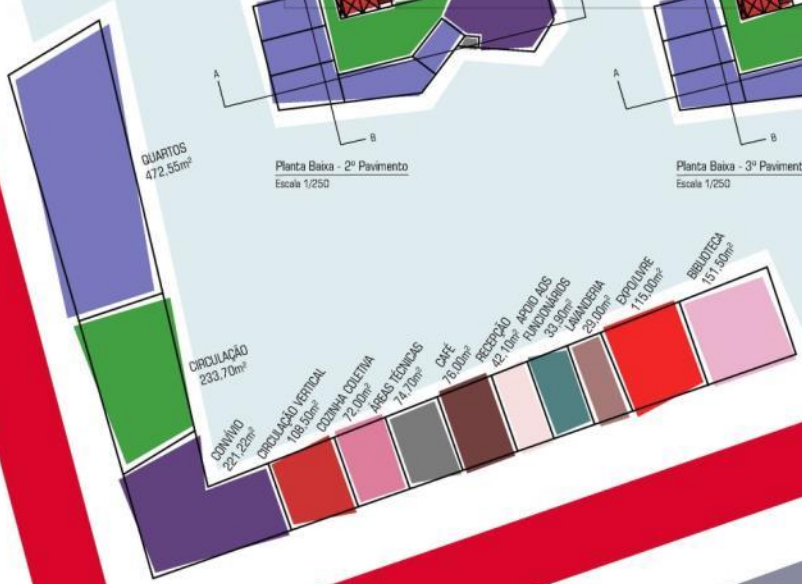 A
B
Planta Baixa - 2º Pavimento
Escala 1/250
A
B
Planta Baixa - 3º Paviment
Escala 1/250
QUARTOS
472,55m²
CIRCULAÇÃO
233,70m²
CONVÍVIO
221,22m²
CIRCULAÇÃO VERTICAL
108,50m²
COZINHA COLETIVA
72,00m²
ÁREAS TÉCNICAS
74,70m²
CAFÉ
76,00m²
RECEPÇÃO
42,10m²
APOIO AOS
FUNCIONÁRIOS
33,90m²
LAVANDERIA
29,00m²
EXPO/LIVRE
115,00m²
BIBLIOTECA
151,50m²